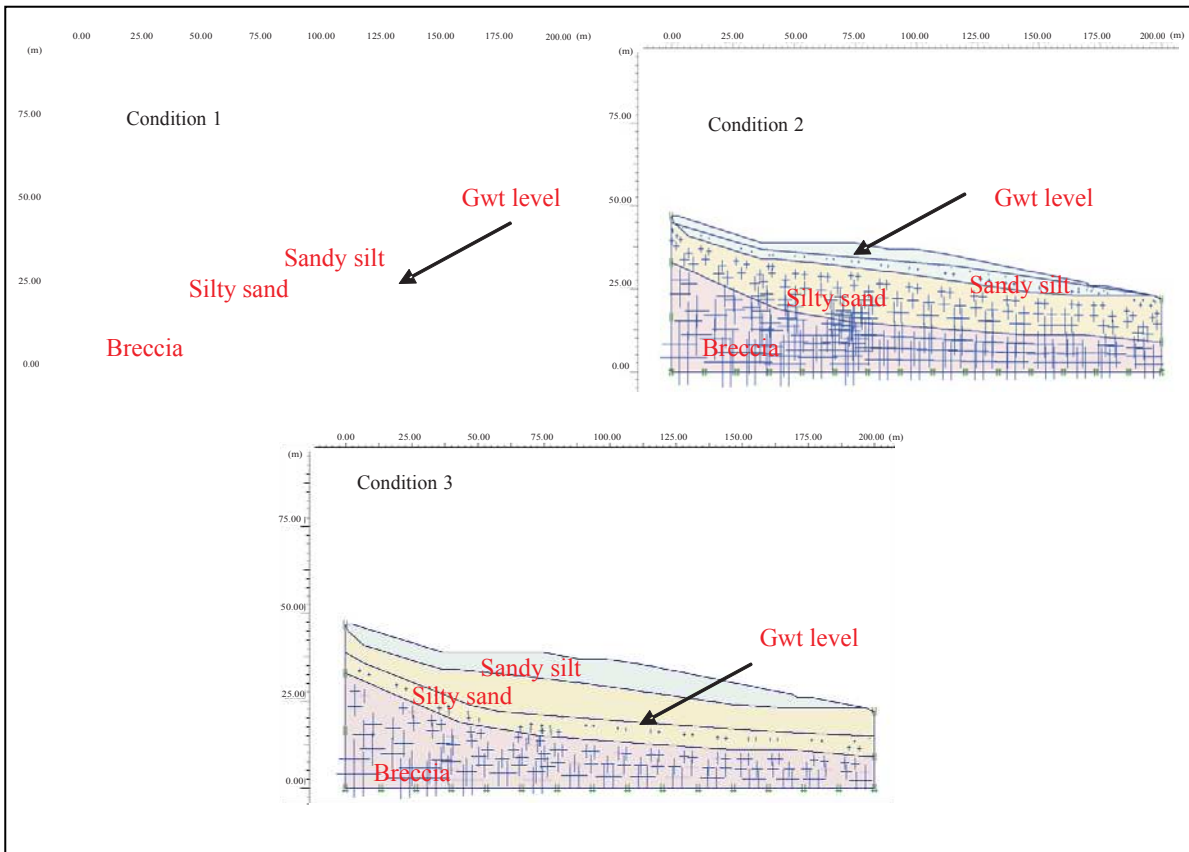 0.00 25.00 50.00 75.00 100.00 125.00 150.00 175.00 200.00 (m)
(m)
75.00
Condition 1
50.00
Gwt level
Sandy silt
25.00
Silty sand
Breccia
0.00
0.00 25.00 50.00 75.00 100.00 125.00 150.00 175.00 200.00 (m)
(m)
75.00
Condition 2
50.00
Gwt level
25.00
Sandy silt
Silty sand
Breccia
0.00
0.00 25.00 50.00 75.00 100.00 125.00 150.00 175.00 200.00 (m)
(m)
Condition 3
75.00
50.00
Gwt level
Sandy silt
Silty sand
25.00
Breccia
0.00